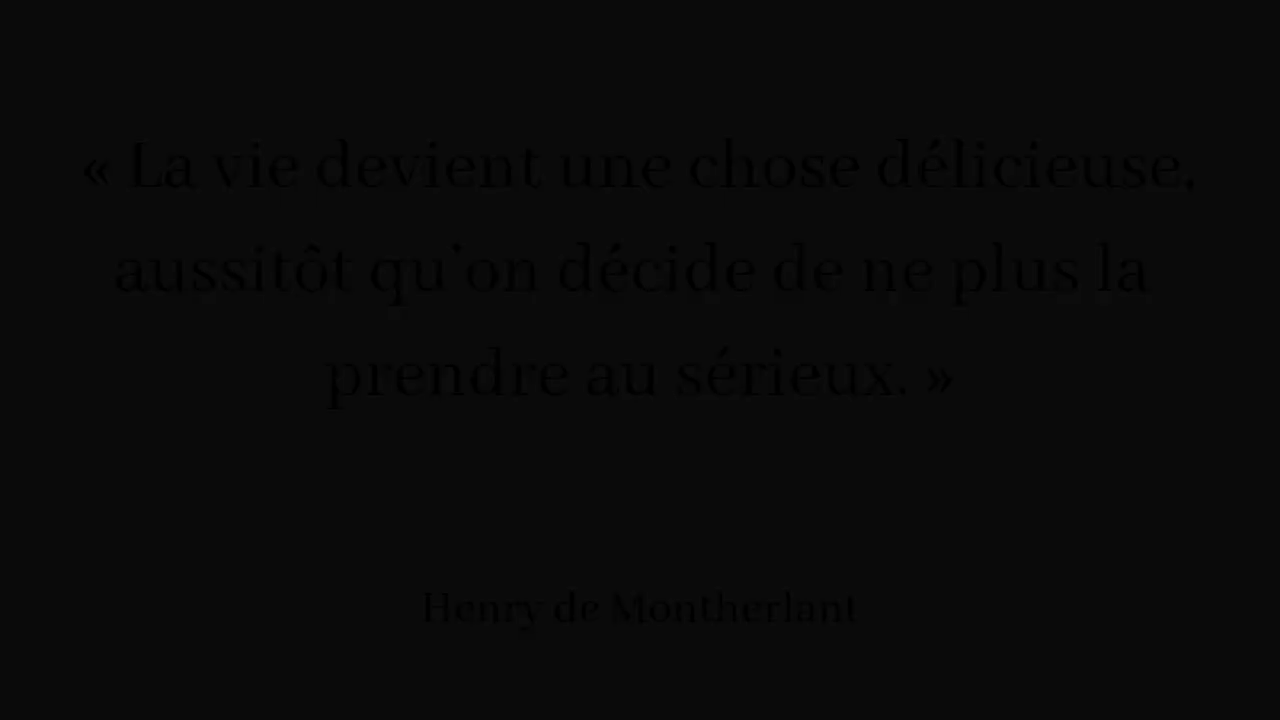 « La vie devient une chose délicieuse,
aussitôt qu'on décide de ne plus la
prendre au sérieux. »
Henry de Montherlant